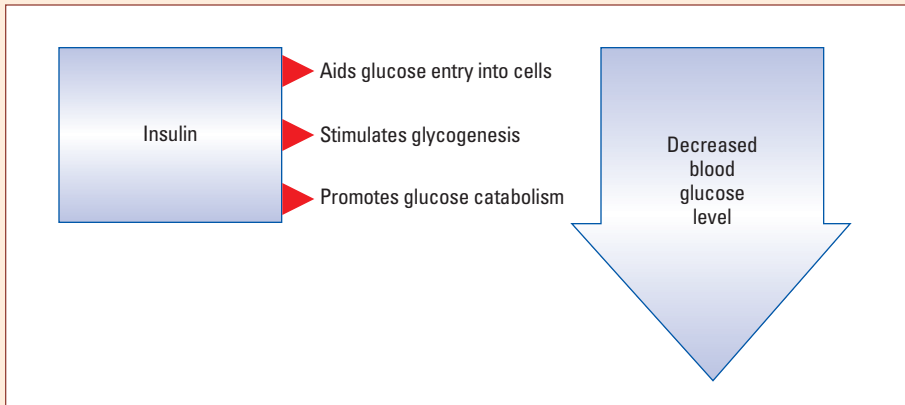 Insulin
Aids glucose entry into cells
Stimulates glycogenesis
Promotes glucose catabolism
Decreased
blood
glucose
level